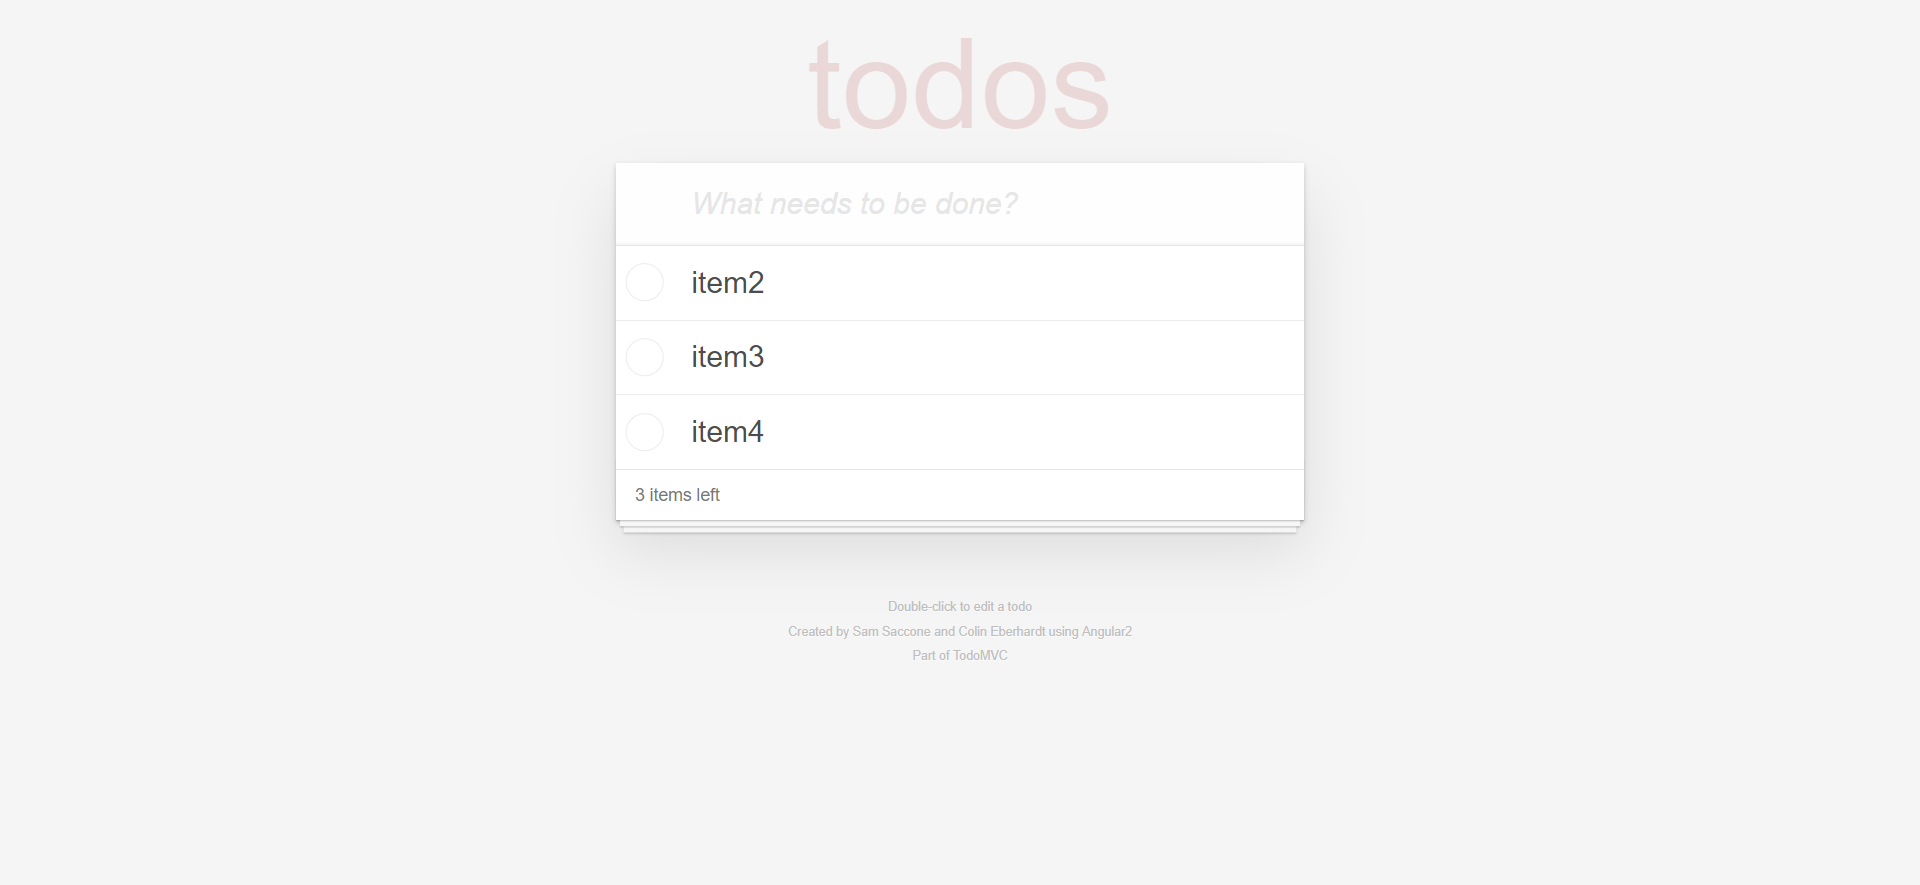 todos
What needs to be done?
item2
item3
item4
3 items left
Double-click to edit a todo
Created by Sam Saccone and Colin Eberhardt using Angular2
Part of TodoMVC